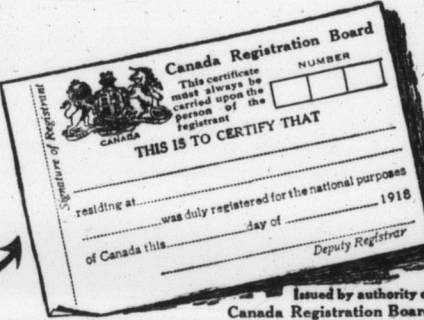 Signature of Registrant
Canada Registration Board
This certificate
must always be
carried upon the
person of the
registrant
NUMBER
CANADA
THIS IS TO CERTIFY THAT
residing at
was duly registered for the national purposes
of Canada this day of 1918
Deputy Registrar
Issued by authority of
Canada Registration Board